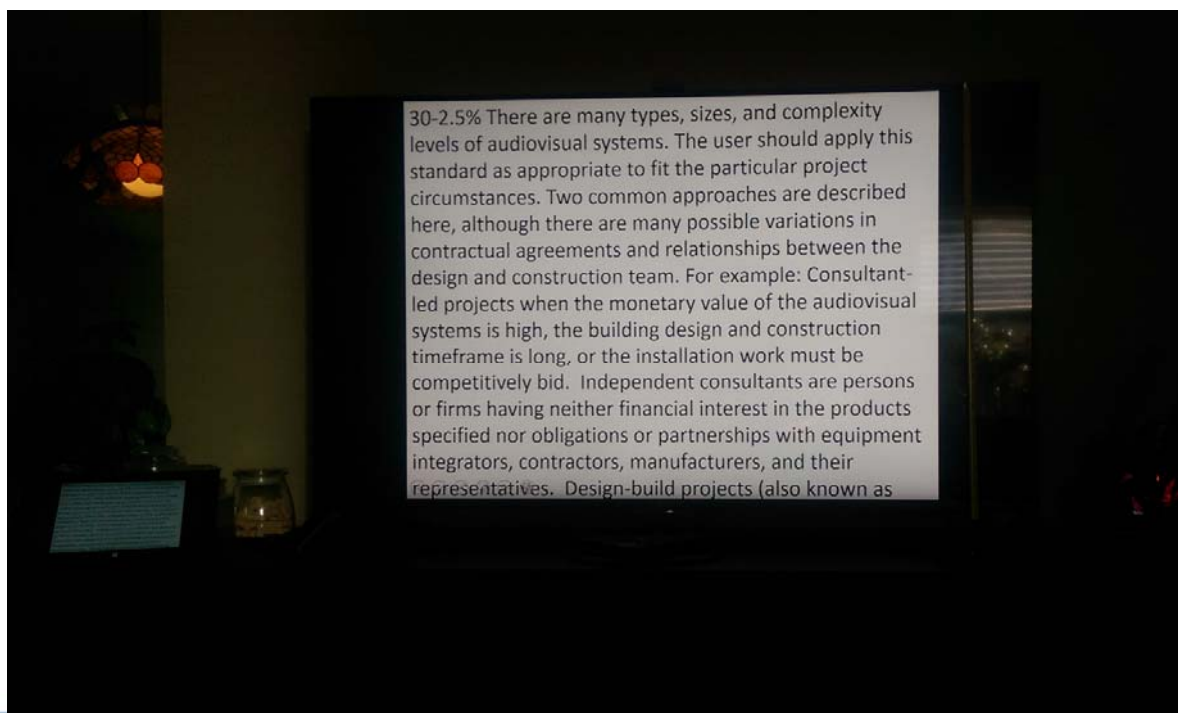 30-2.5% There are many types, sizes, and complexity
levels of audiovisual systems. The user should apply this
standard as appropriate to fit the particular project
circumstances. Two common approaches are described
here, although there are many possible variations in
contractual agreements and relationships between the
design and construction team. For example: Consultant-
led projects when the monetary value of the audiovisual
systems is high, the building design and construction
timeframe is long, or the installation work must be
competitively bid.  Independent consultants are persons
or firms having neither financial interest in the products
specified nor obligations or partnerships with equipment
integrators, contractors, manufacturers, and their
representatives.  Design-build projects (also known as